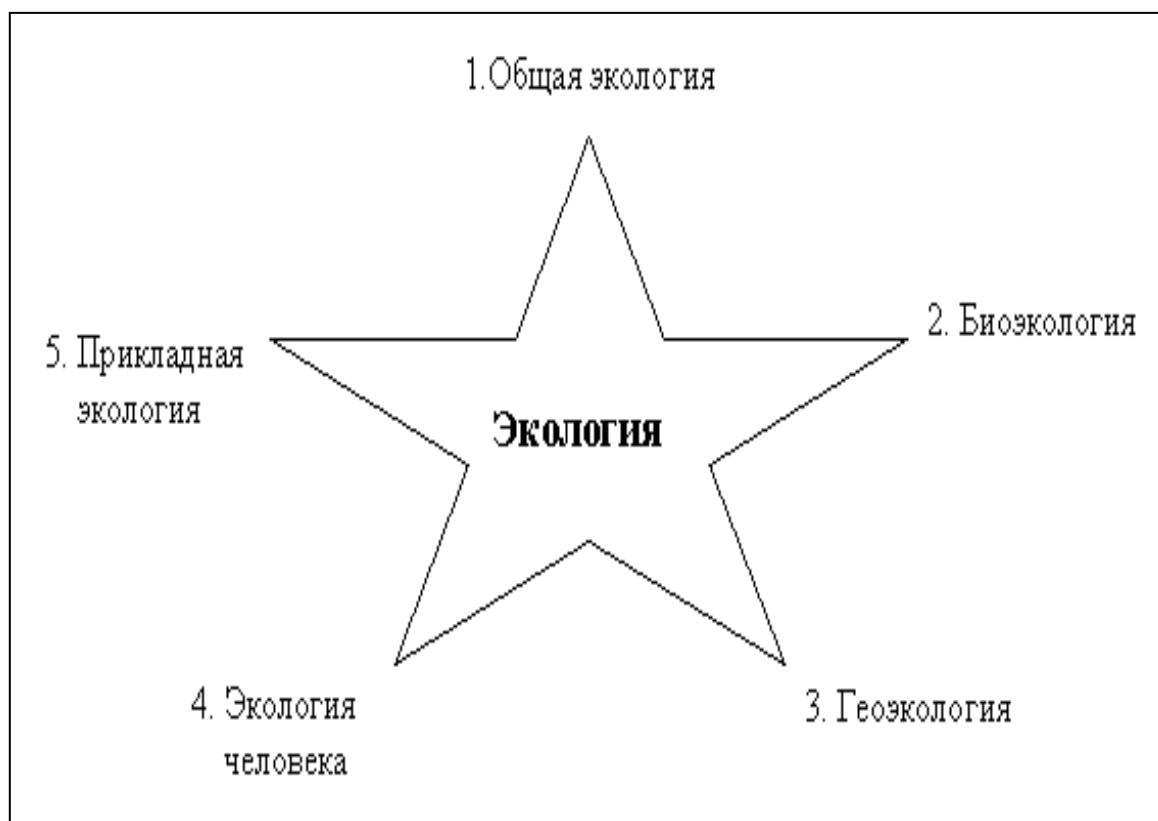 1.Общая экология
2. Биоэкология
5. Прикладная
экология
Экология
4. Экология
человека
3. Геоэкология